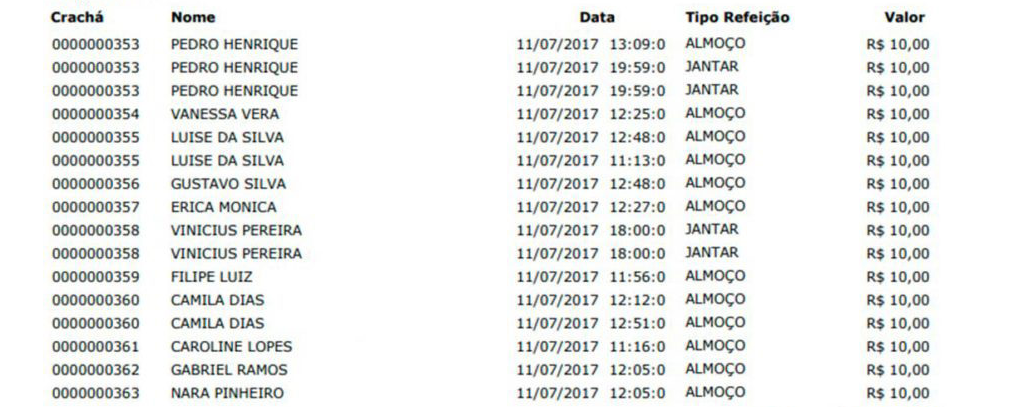 Crachá Nome Data Tipo Refeição Valor
0000000353 PEDRO HENRIQUE 11/07/2017 13:09:0 ALMOÇO R$ 10,00
0000000353 PEDRO HENRIQUE 11/07/2017 19:59:0 JANTAR R$ 10,00
0000000353 PEDRO HENRIQUE 11/07/2017 19:59:0 JANTAR R$ 10,00
0000000354 VANESSA VERA 11/07/2017 12:25:0 ALMOÇO R$ 10,00
0000000355 LUISE DA SILVA 11/07/2017 12:48:0 ALMOÇO R$ 10,00
0000000355 LUISE DA SILVA 11/07/2017 11:13:0 ALMOÇO R$ 10,00
0000000356 GUSTAVO SILVA 11/07/2017 12:48:0 ALMOÇO R$ 10,00
0000000357 ERICA MONICA 11/07/2017 12:27:0 ALMOÇO R$ 10,00
0000000358 VINICIUS PEREIRA 11/07/2017 18:00:0 JANTAR R$ 10,00
0000000358 VINICIUS PEREIRA 11/07/2017 18:00:0 JANTAR R$ 10,00
0000000359 FILIPE LUIZ 11/07/2017 11:56:0 ALMOÇO R$ 10,00
0000000360 CAMILA DIAS 11/07/2017 12:12:0 ALMOÇO R$ 10,00
0000000360 CAMILA DIAS 11/07/2017 12:51:0 ALMOÇO R$ 10,00
0000000361 CAROLINE LOPES 11/07/2017 11:16:0 ALMOÇO R$ 10,00
0000000362 GABRIEL RAMOS 11/07/2017 12:05:0 ALMOÇO R$ 10,00
0000000363 NARA PINHEIRO 11/07/2017 12:05:0 ALMOÇO R$ 10,00